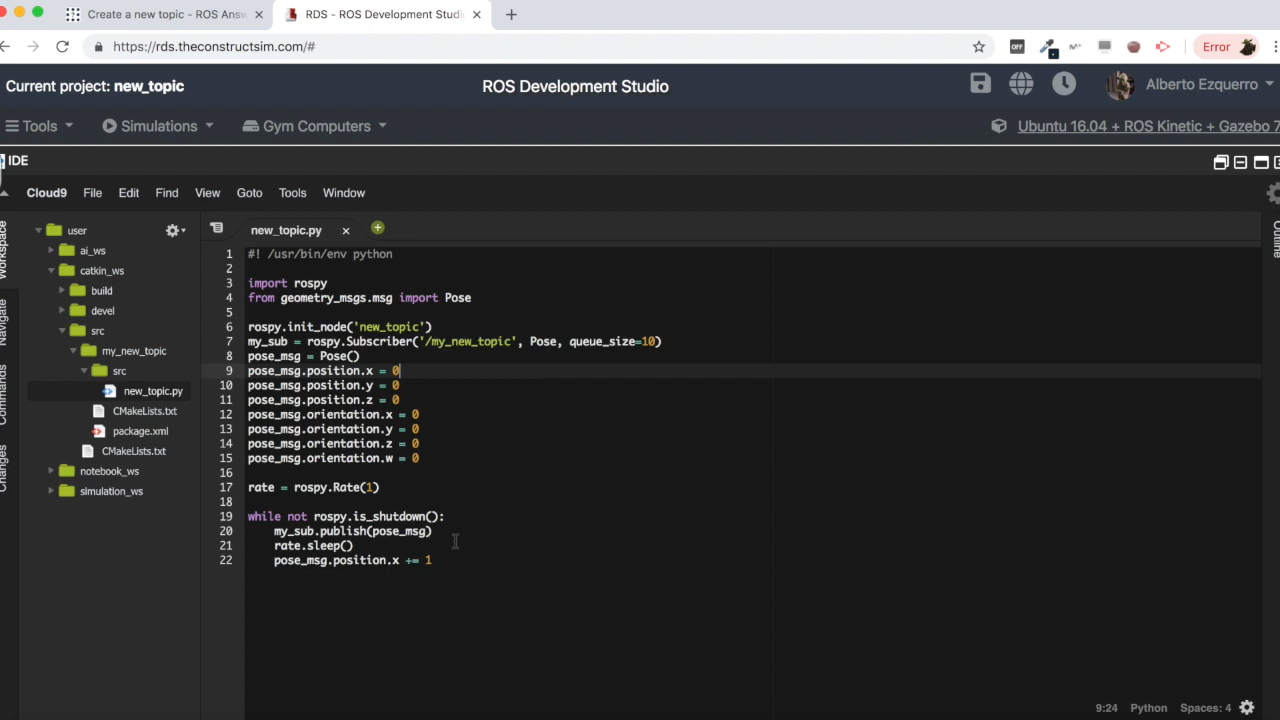 Create a new topic - ROS Answ
RDS - ROS Development Studi
https://rds.theconstructsim.com/#
OFF
Error
Current project: new_topic
ROS Development Studio
Alberto Ezquerro
Tools
Simulations
Gym Computers
Ubuntu 16.04 + ROS Kinetic + Gazebo 7
IDE
Cloud9 File Edit Find View Goto Tools Window
Workspace
Navigate
Commands
Changes
Outline
user
ai_ws
catkin_ws
build
devel
src
my_new_topic
src
new_topic.py
CMakeLists.txt
package.xml
CMakeLists.txt
notebook_ws
simulation_ws
new_topic.py
1 #! /usr/bin/env python
2
3 import rospy
4 from geometry_msgs.msg import Pose
5
6 rospy.init_node('new_topic')
7 my_sub = rospy.Subscriber('/my_new_topic', Pose, queue_size=10)
8 pose_msg = Pose()
9 pose_msg.position.x = 0
10 pose_msg.position.y = 0
11 pose_msg.position.z = 0
12 pose_msg.orientation.x = 0
13 pose_msg.orientation.y = 0
14 pose_msg.orientation.z = 0
15 pose_msg.orientation.w = 0
16
17 rate = rospy.Rate(1)
18
19 while not rospy.is_shutdown():
20 my_sub.publish(pose_msg)
21 rate.sleep()
22 pose_msg.position.x += 1
9:24 Python Spaces: 4